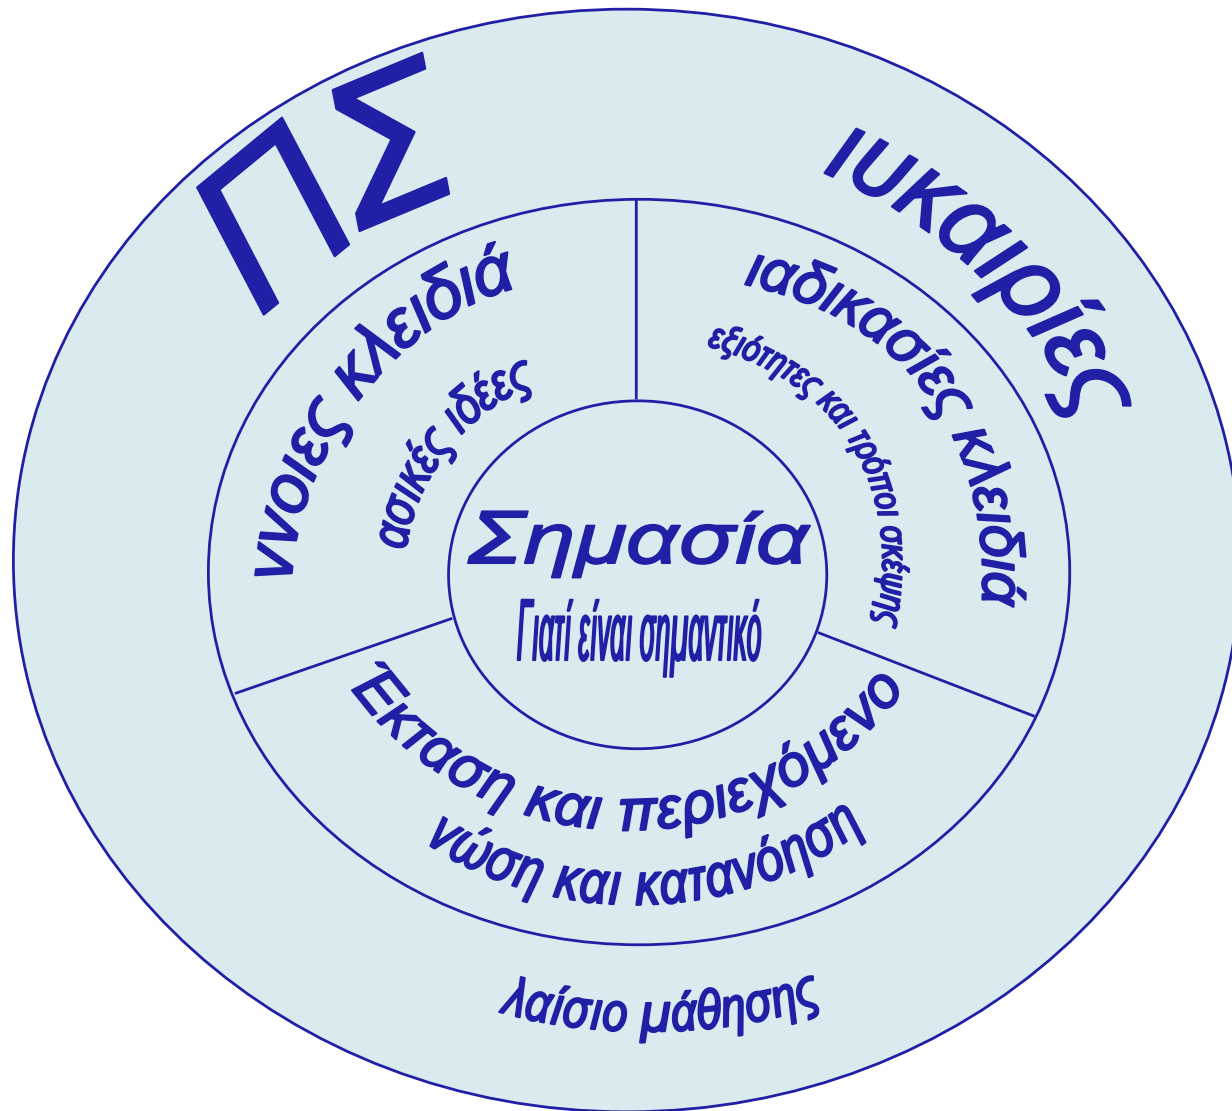 ΠΣ
ιυκαιρίες
ννοιες κλειδιά
ασικές ιδέες
ιαδικασίες κλειδιά
εξιότητες και τρόποι σκέψης
Σημασία
Γιατί είναι σημαντικό
Έκταση και περιεχόμενο
νώση και κατανόηση
λαίσιο μάθησης